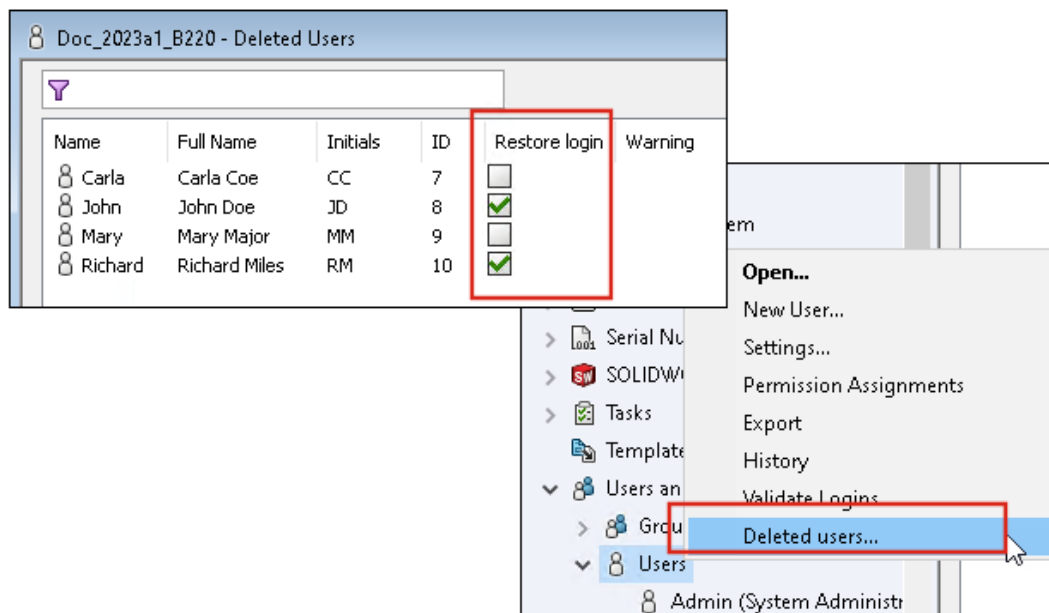 Doc_2023a1_B220 - Deleted Users
Name Full Name Initials ID Restore login Warning
Carla Carla Coe CC 7
John John Doe JD 8
Mary Mary Major MM 9
Richard Richard Miles RM 10
em
Open...
New User...
Serial Nu
Settings...
SOLIDW
Permission Assignments
Tasks
Export
Template
History
Users an
Validate Logins
Grou
Deleted users...
Users
Admin (System Administr